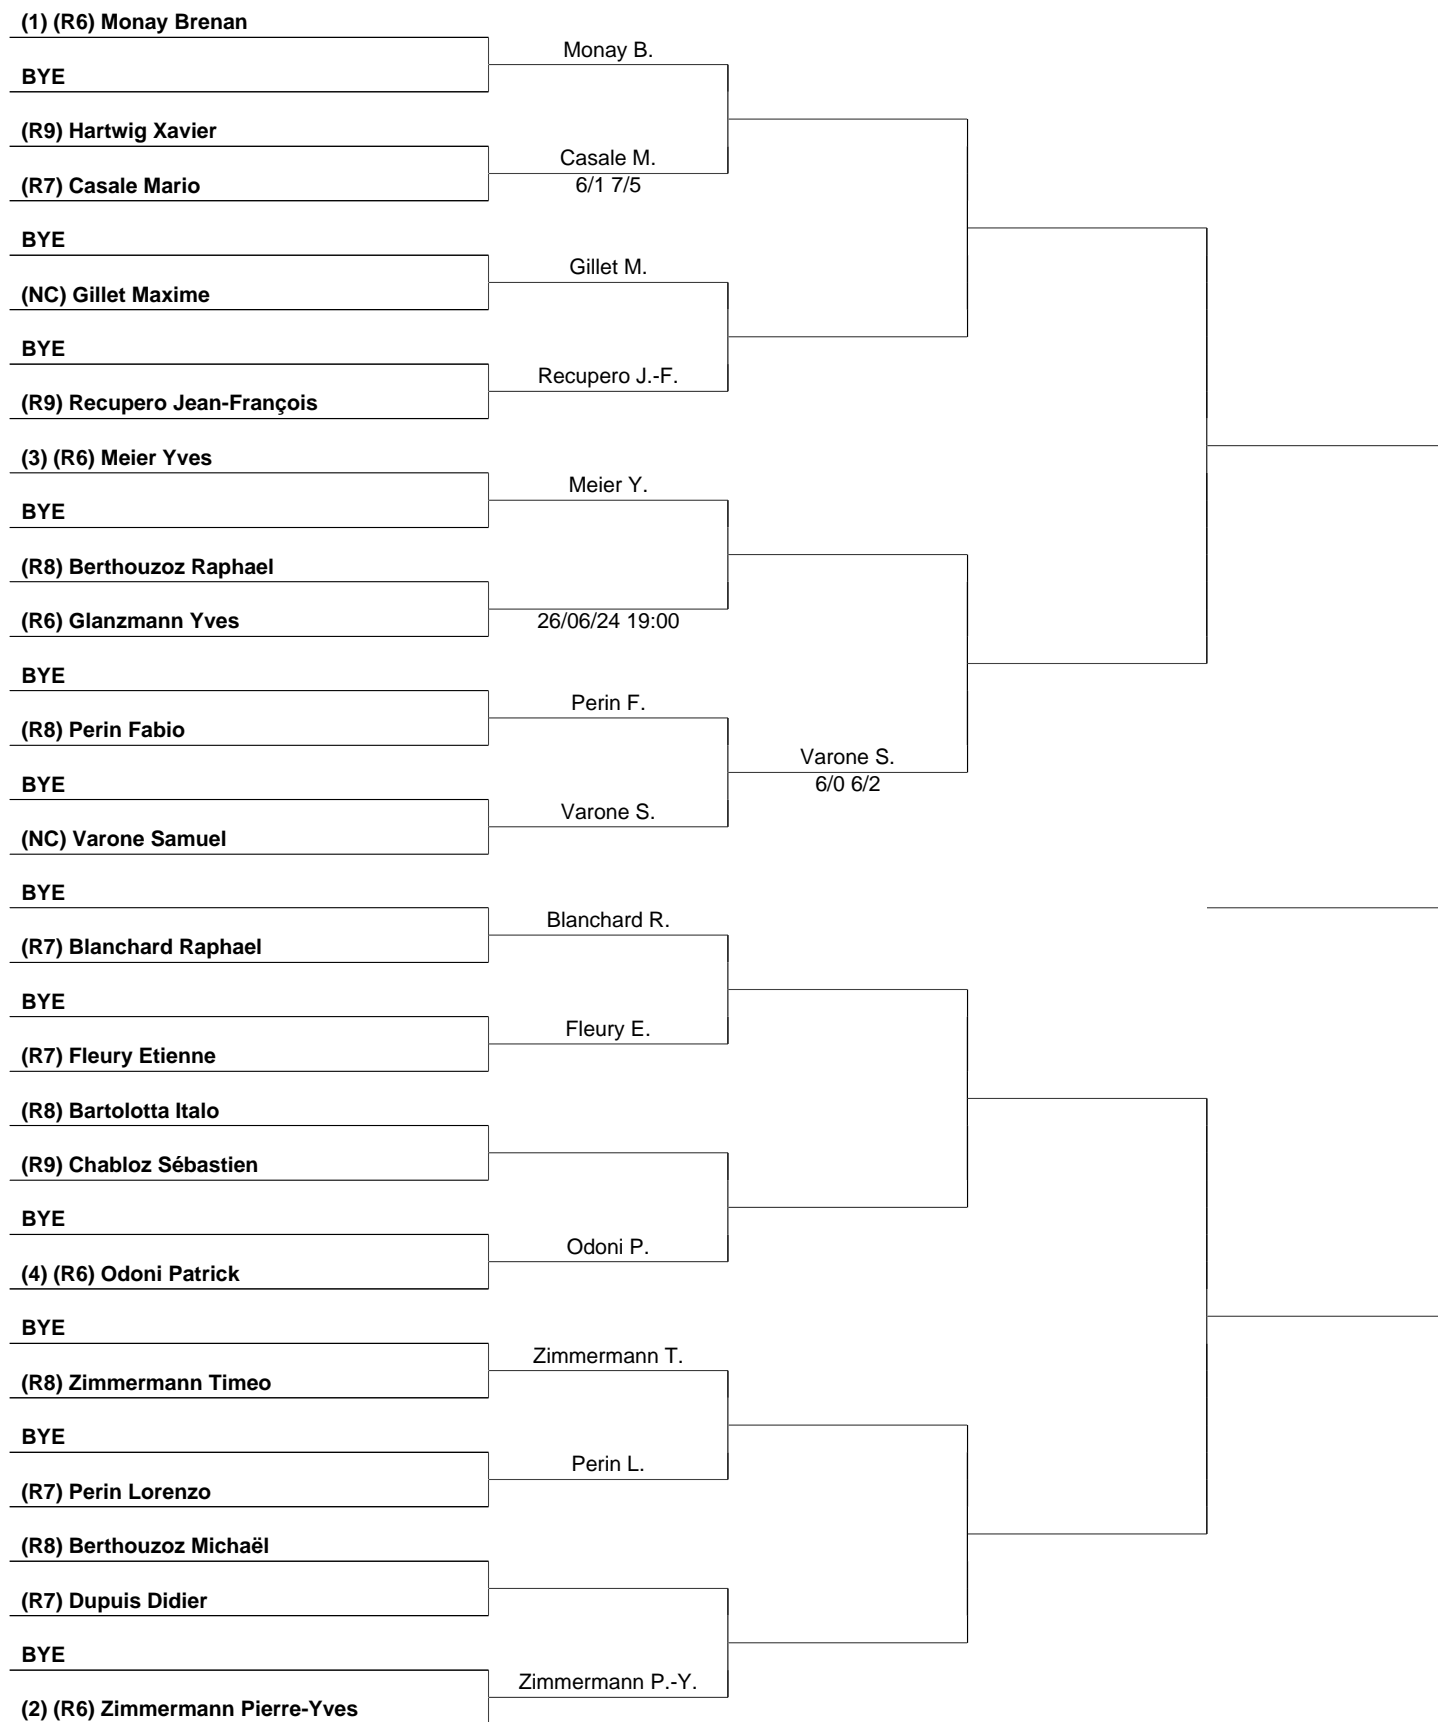 (1) (R6) Monay Brenan
Monay B.
BYE
(R9) Hartwig Xavier
Casale M.
(R7) Casale Mario
6/1 7/5
BYE
Gillet M.
(NC) Gillet Maxime
BYE
Recupero J.-F.
(R9) Recupero Jean-François
(3) (R6) Meier Yves
Meier Y.
BYE
(R8) Berthouzoz Raphael
(R6) Glanzmann Yves
26/06/24 19:00
BYE
Perin F.
(R8) Perin Fabio
Varone S.
BYE
6/0 6/2
Varone S.
(NC) Varone Samuel
BYE
Blanchard R.
(R7) Blanchard Raphael
BYE
Fleury E.
(R7) Fleury Etienne
(R8) Bartolotta Italo
(R9) Chabloz Sébastien
BYE
Odoni P.
(4) (R6) Odoni Patrick
BYE
Zimmermann T.
(R8) Zimmermann Timeo
BYE
Perin L.
(R7) Perin Lorenzo
(R8) Berthouzoz Michaël
(R7) Dupuis Didier
BYE
Zimmermann P.-Y.
(2) (R6) Zimmermann Pierre-Yves